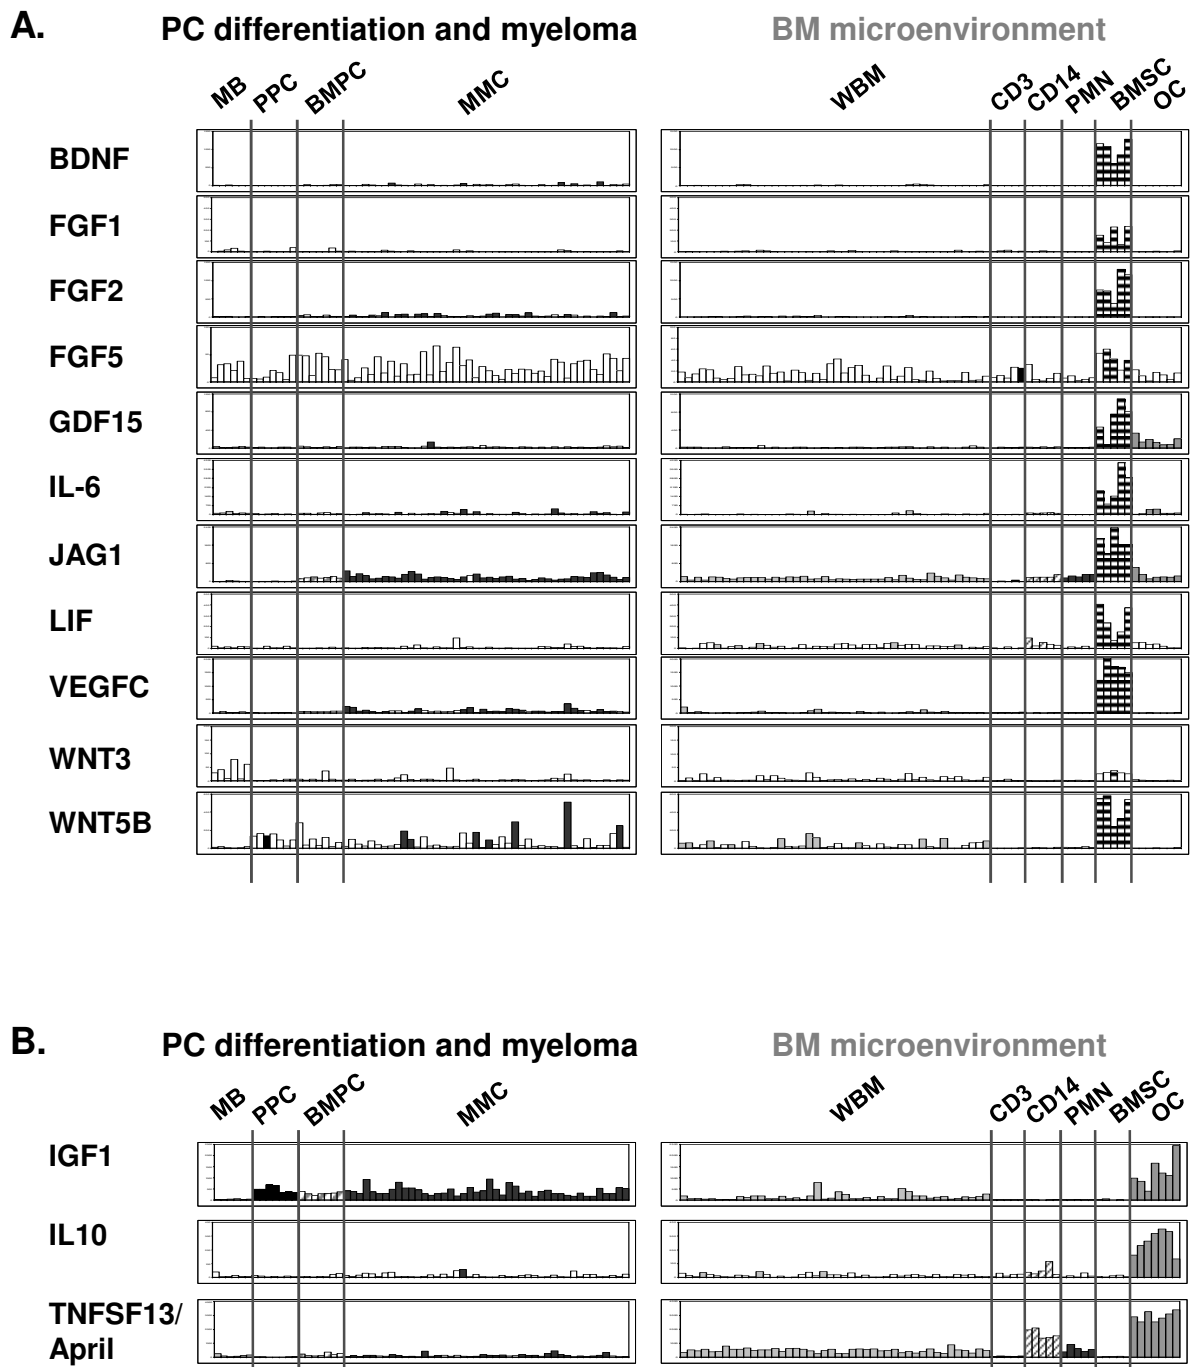 A.
PC differentiation and myeloma
BM microenvironment
MB PPC BMPC MMC WBM CD3 CD14 PMN BMSC OC
BDNF
FGF1
FGF2
FGF5
GDF15
IL-6
JAG1
LIF
VEGFC
WNT3
WNT5B
B.
PC differentiation and myeloma
BM microenvironment
MB PPC BMPC MMC WBM CD3 CD14 PMN BMSC OC
IGF1
IL10
TNFSF13/
April